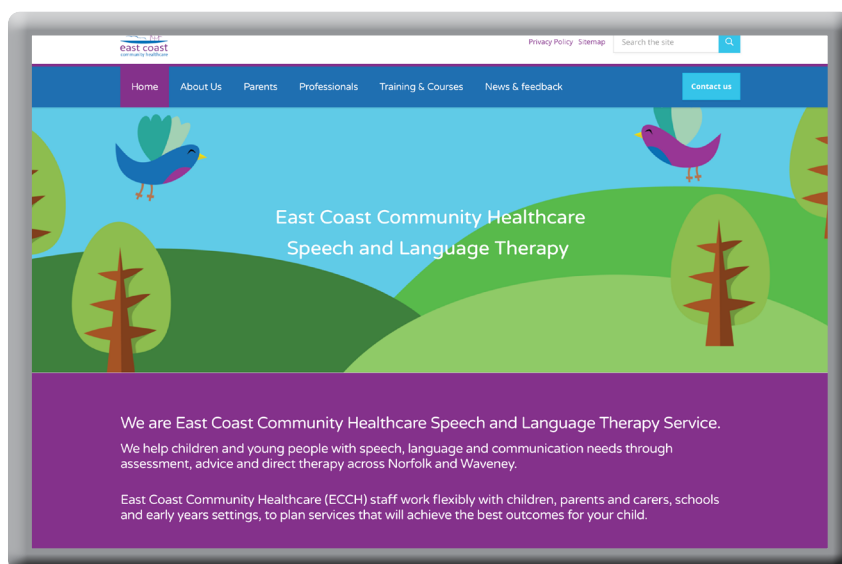 east coast
community healthcare
Privacy Policy Sitemap Search the site
Home About Us Parents Professionals Training & Courses News & feedback Contact us
East Coast Community Healthcare
Speech and Language Therapy
We are East Coast Community Healthcare Speech and Language Therapy Service.
We help children and young people with speech, language and communication needs through
assessment, advice and direct therapy across Norfolk and Waveney.
East Coast Community Healthcare (ECCH) staff work flexibly with children, parents and carers, schools
and early years settings, to plan services that will achieve the best outcomes for your child.